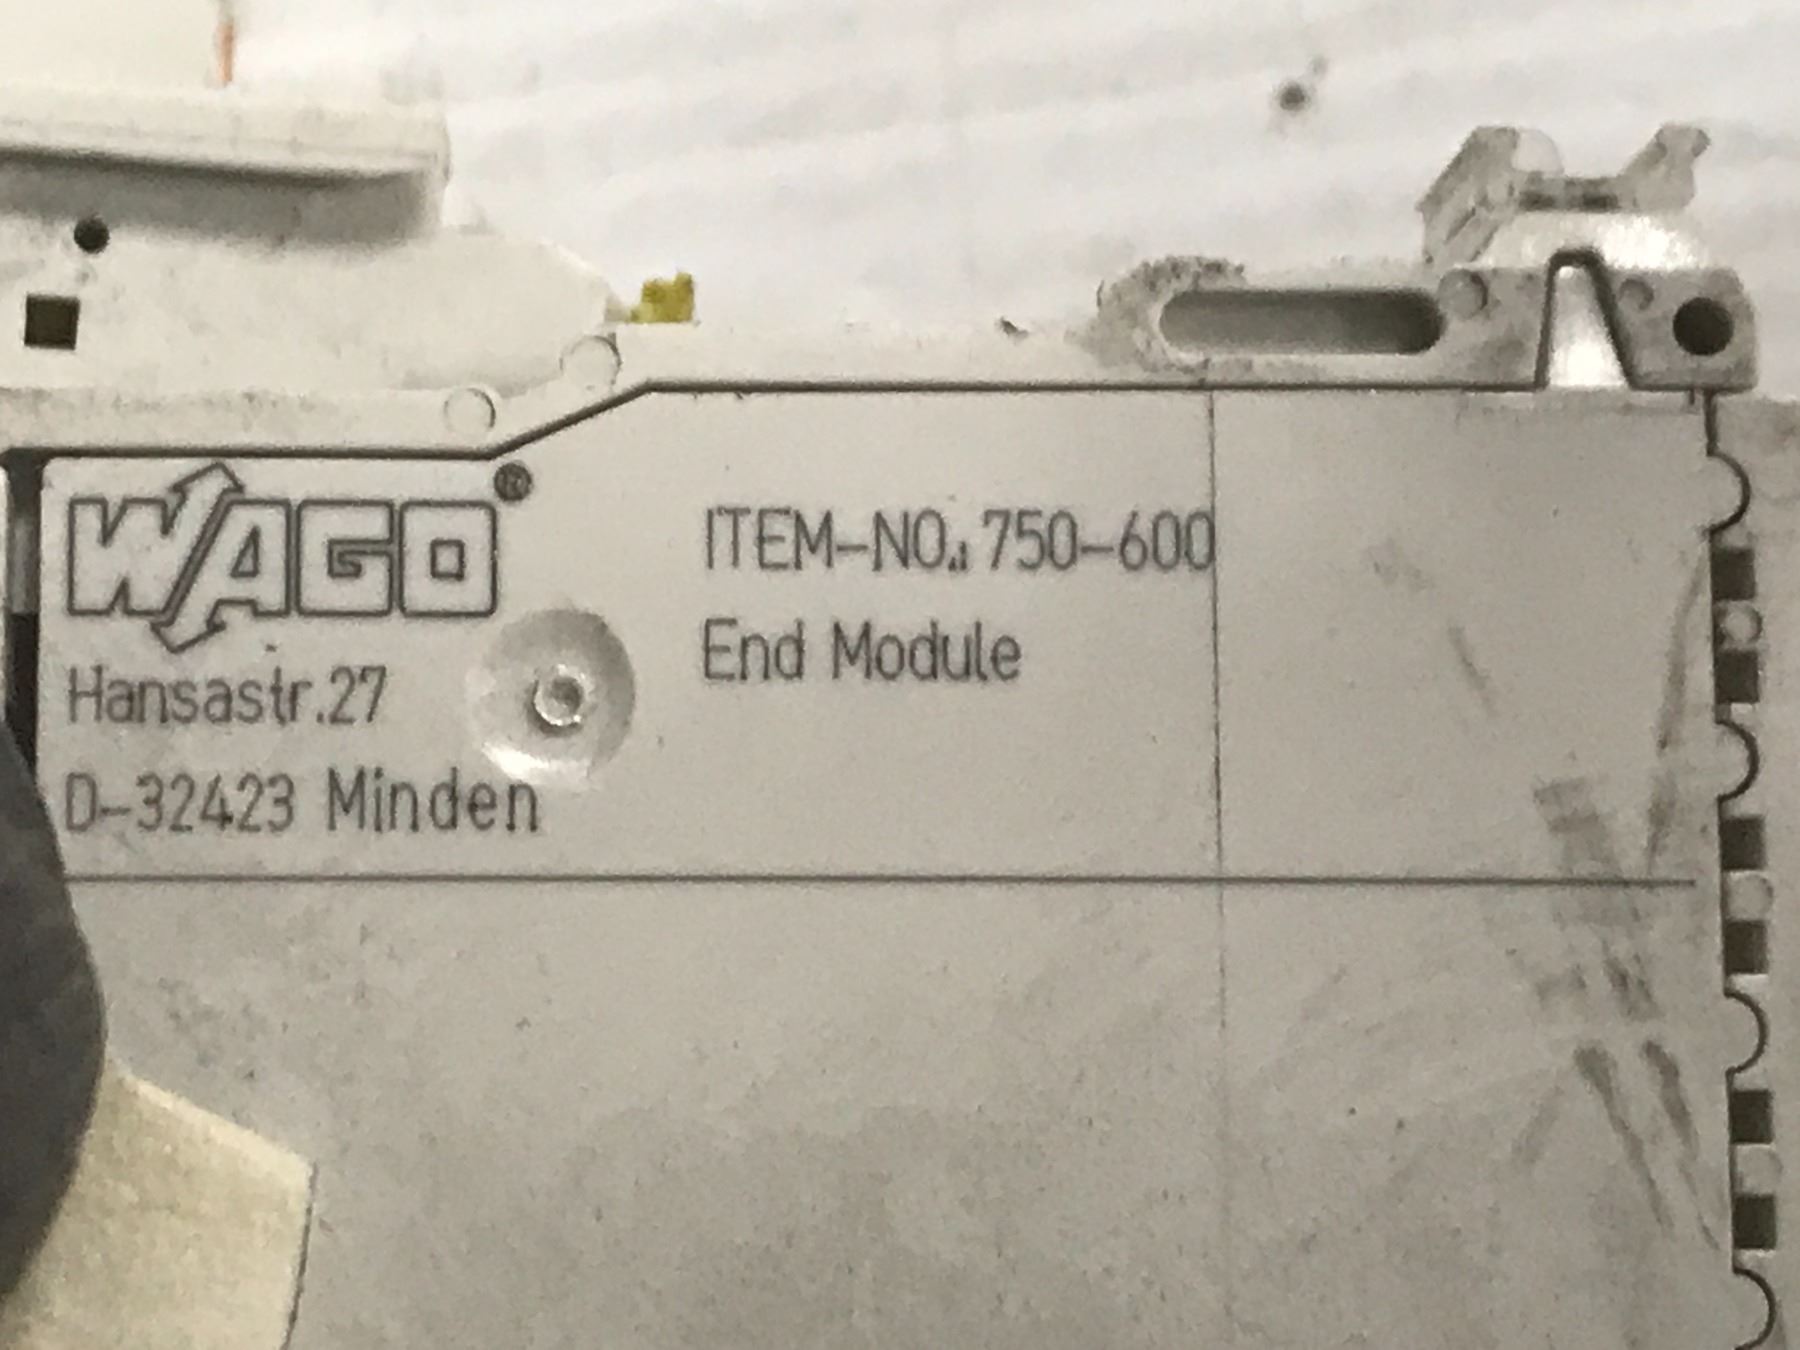 WAGO®
Hansastr.27
D-32423 Minden
ITEM-NO.: 750-600
End Module